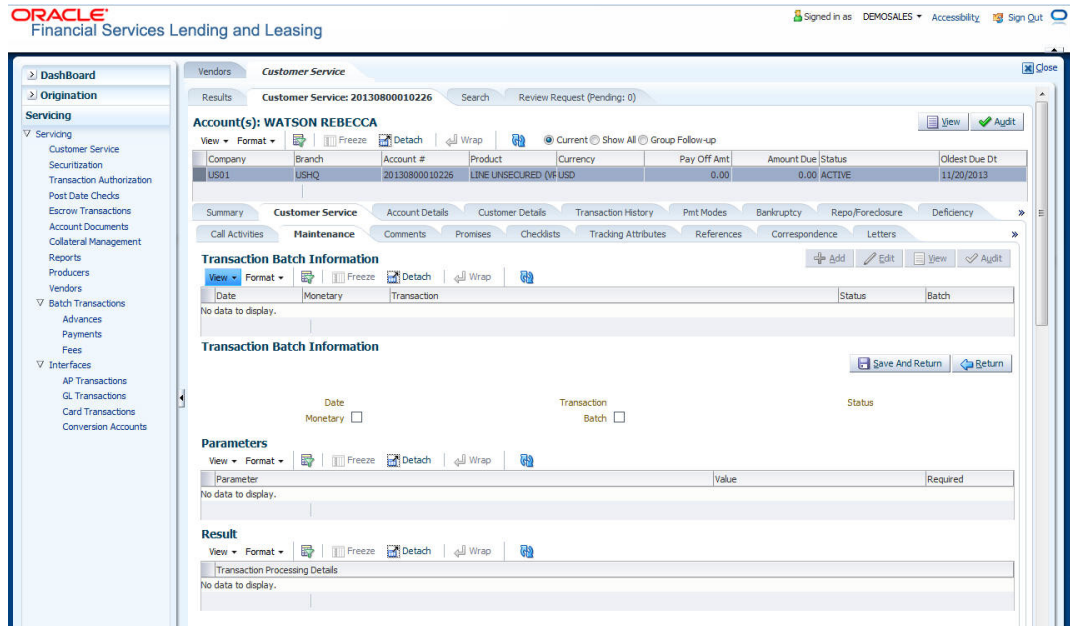 ORACLE'
Financial Services Lending and Leasing
Signed in as DEMOSALES Accessibility Sign Out
Close
DashBoard
Origination
Servicing
Servicing
Customer Service
Securitization
Transaction Authorization
Post Date Checks
Escrow Transactions
Account Documents
Collateral Management
Reports
Producers
Vendors
Batch Transactions
Advances
Payments
Fees
Interfaces
AP Transactions
GL Transactions
Card Transactions
Conversion Accounts
Vendors Customer Service
Results Customer Service: 20130800010226 Search Review Request (Pending: 0)
Account(s): WATSON REBECCA
View Audit
View Format Freeze Detach Wrap Current Show All Group Follow-up
Company Branch Account # Product Currency Pay Off Amt Amount Due Status Oldest Due Dt
US01 USHQ 20130800010226 LINE UNSECURED (VR USD 0.00 0.00 ACTIVE 11/20/2013
Summary Customer Service Account Details Customer Details Transaction History Pmt Modes Bankruptcy Repo/Foreclosure Deficiency »
Call Activities Maintenance Comments Promises Checklists Tracking Attributes References Correspondence Letters »
Transaction Batch Information
Add Edit View Audit
View Format Freeze Detach Wrap
Date Monetary Transaction Status Batch
No data to display.
Transaction Batch Information
Save And Return Return
Date Transaction Status
Monetary Batch
Parameters
View Format Freeze Detach Wrap
Parameter Value Required
No data to display.
Result
View Format Freeze Detach Wrap
Transaction Processing Details
No data to display.